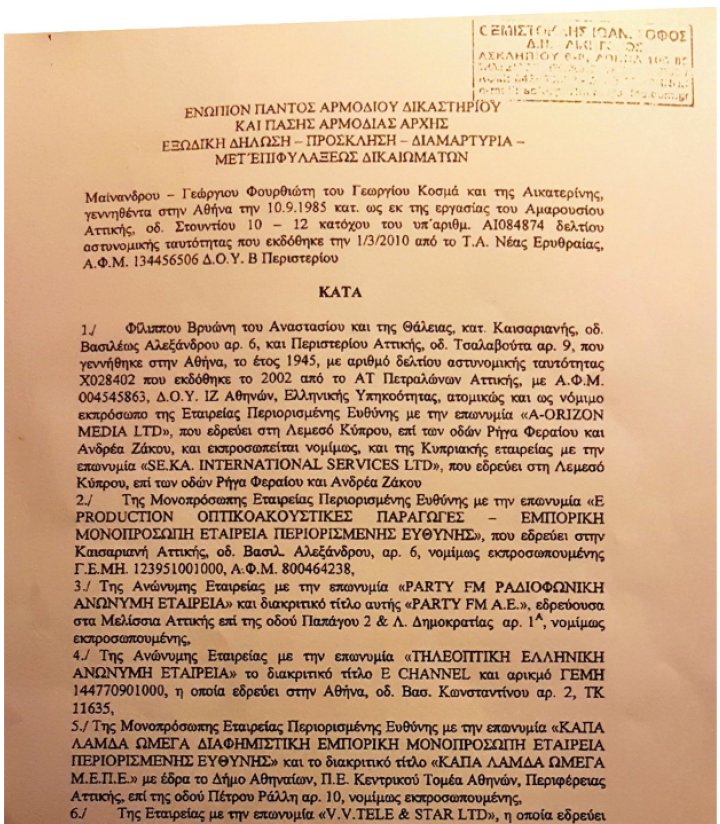 ΑΣΚΛΗΠΙΟΥ
ΕΝΩΠΙΟΝ ΠΑΝΤΟΣ ΑΡΜΟΔΙΟΥ ΔΙΚΑΣΤΗΡΙΟΥ
ΚΑΙ ΠΑΣΗΣ ΑΡΜΟΔΙΑΣ ΑΡΧΗΣ
ΕΞΩΔΙΚΗ ΔΗΛΩΣΗ – ΠΡΟΣΚΛΗΣΗ – ΔΙΑΜΑΡΤΥΡΙΑ –
ΜΕΤ΄ΕΠΙΦΥΛΑΞΕΩΣ ΔΙΚΑΙΩΜΑΤΩΝ
Μαίνανδρου – Γεώργιου Φουρθιώτη του Γεωργίου Κοσμά και της Αικατερίνης,
γεννηθέντα στην Αθήνα την 10.9.1985 κατ. ως εκ της εργασίας του Αμαρουσίου
Αττικής, οδ. Στουντίου 10 – 12 κατόχου του υπ΄αριθμ. ΑΙ084874 δελτίου
αστυνομικής ταυτότητας που εκδόθηκε την 1/3/2010 από το Τ.Α. Νέας Ερυθραίας,
Α.Φ.Μ. 134456506 Δ.Ο.Υ. Β Περιστερίου
ΚΑΤΑ
1./ Φίλιππου Βρυώνη του Αναστασίου και της Θάλειας, κατ. Καισαριανής, οδ.
Βασιλέως Αλεξάνδρου αρ. 6, και Περιστερίου Αττικής, οδ. Τσαλαβούτα αρ. 9, που
γεννήθηκε στην Αθήνα, το έτος 1945, με αριθμό δελτίου αστυνομικής ταυτότητας
Χ028402 που εκδόθηκε το 2002 από το ΑΤ Πετραλώνων Αττικής, με Α.Φ.Μ.
004545863, Δ.Ο.Υ. ΙΖ Αθηνών, Ελληνικής Υπηκοότητας, ατομικώς και ως νόμιμο
εκπρόσωπο της Εταιρείας Περιορισμένης Ευθύνης με την επωνυμία «A-ORIZON
MEDIA LTD», που εδρεύει στη Λεμεσό Κύπρου, επί των οδών Ρήγα Φεραίου και
Ανδρέα Ζάκου, και εκπροσωπείται νομίμως, και της Κυπριακής εταιρείας με την
επωνυμία «SE.KA. INTERNATIONAL SERVICES LTD», που εδρεύει στη Λεμεσό
Κύπρου, επί των οδών Ρήγα Φεραίου και Ανδρέα Ζάκου
2./ Της Μονοπρόσωπης Εταιρείας Περιορισμένης Ευθύνης με την επωνυμία «E
PRODUCTION ΟΠΤΙΚΟΑΚΟΥΣΤΙΚΕΣ ΠΑΡΑΓΩΓΕΣ – ΕΜΠΟΡΙΚΗ
ΜΟΝΟΠΡΟΣΩΠΗ ΕΤΑΙΡΕΙΑ ΠΕΡΙΟΡΙΣΜΕΝΗΣ ΕΥΘΥΝΗΣ», που εδρεύει στην
Καισαριανή Αττικής, οδ. Βασιλ. Αλεξάνδρου, αρ. 6, νομίμως εκπροσωπουμένης
Γ.Ε.ΜΗ. 123951001000, Α.Φ.Μ. 800464238,
3./ Της Ανώνυμης Εταιρείας με την επωνυμία «PARTY FM ΡΑΔΙΟΦΩΝΙΚΗ
ΑΝΩΝΥΜΗ ΕΤΑΙΡΕΙΑ» και διακριτικό τίτλο αυτής «PARTY FM Α.Ε.», εδρεύουσα
στα Μελίσσια Αττικής επί της οδού Παπάγου 2 & Λ. Δημοκρατίας αρ. 1Α, νομίμως
εκπροσωπουμένης,
4./ Της Ανώνυμης Εταιρείας με την επωνυμία «ΤΗΛΕΟΠΤΙΚΗ ΕΛΛΗΝΙΚΗ
ΑΝΩΝΥΜΗ ΕΤΑΙΡΕΙΑ» το διακριτικό τίτλο E CHANNEL και αρικμό ΓΕΜΗ
144770901000, η οποία εδρεύει στην Αθήνα, οδ. Βασ. Κωνσταντίνου αρ. 2, ΤΚ
11635,
5./ Της Μονοπρόσωπης Εταιρείας Περιορισμένης Ευθύνης με την επωνυμία «ΚΑΠΑ
ΛΑΜΔΑ ΩΜΕΓΑ ΔΙΑΦΗΜΙΣΤΙΚΗ ΕΜΠΟΡΙΚΗ ΜΟΝΟΠΡΟΣΩΠΗ ΕΤΑΙΡΕΙΑ
ΠΕΡΙΟΡΙΣΜΕΝΗΣ ΕΥΘΥΝΗΣ» και το διακριτικό τίτλο «ΚΑΠΑ ΛΑΜΔΑ ΩΜΕΓΑ
Μ.Ε.Π.Ε.» με έδρα το Δήμο Αθηναίων, Π.Ε. Κεντρικού Τομέα Αθηνών, Περιφέρειας
Αττικής, επί της οδού Πέτρου Ράλλη αρ. 10, νομίμως εκπροσωπουμένης,
6./ Της Εταιρείας με την επωνυμία «V.V.TELE & STAR LTD», η οποία εδρεύει